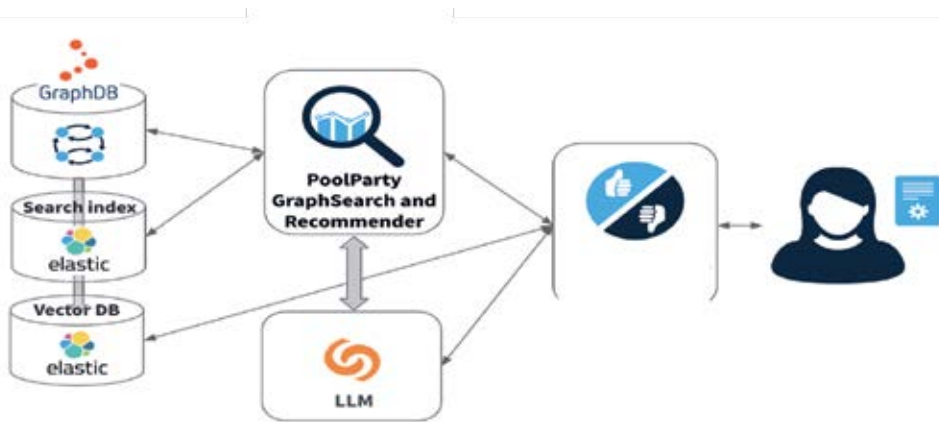 GraphDB
Search index
elastic
Vector DB
elastic
PoolParty
GraphSearch and
Recommender
LLM